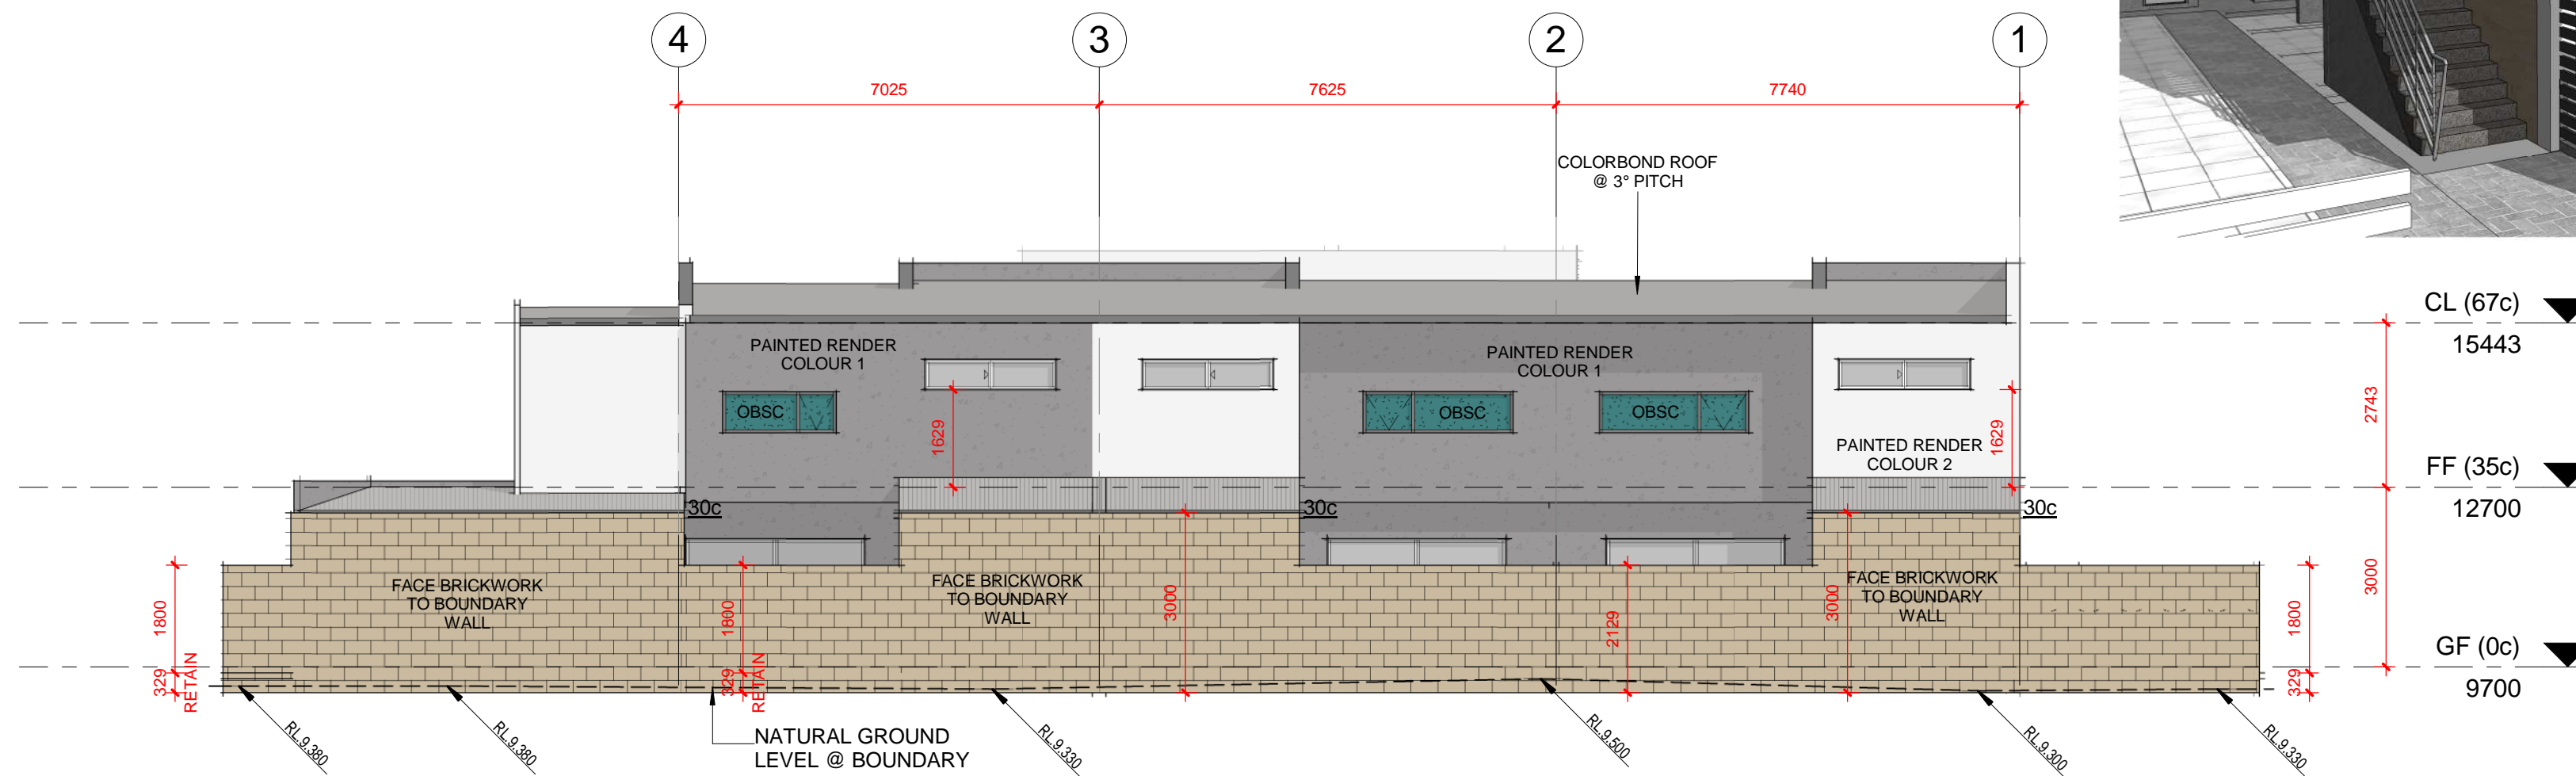 4
3
2
1
7025
7625
7740
COLORBOND ROOF
@ 3° PITCH
CL (67c)
15443
PAINTED RENDER
COLOUR 1
PAINTED RENDER
COLOUR 1
OBSC
OBSC
OBSC
1629
1629
2743
PAINTED RENDER
COLOUR 2
FF (35c)
12700
30c
30c
30c
FACE BRICKWORK
TO BOUNDARY
WALL
FACE BRICKWORK
TO BOUNDARY
WALL
FACE BRICKWORK
TO BOUNDARY
WALL
1800
1800
3000
2129
3000
1800
3000
GF (0c)
9700
329
RETAIN
329
RETAIN
329
NATURAL GROUND
LEVEL @ BOUNDARY
RL.9.380
RL.9.380
RL.9.330
RL.9.500
RL.9.300
RL.9.330